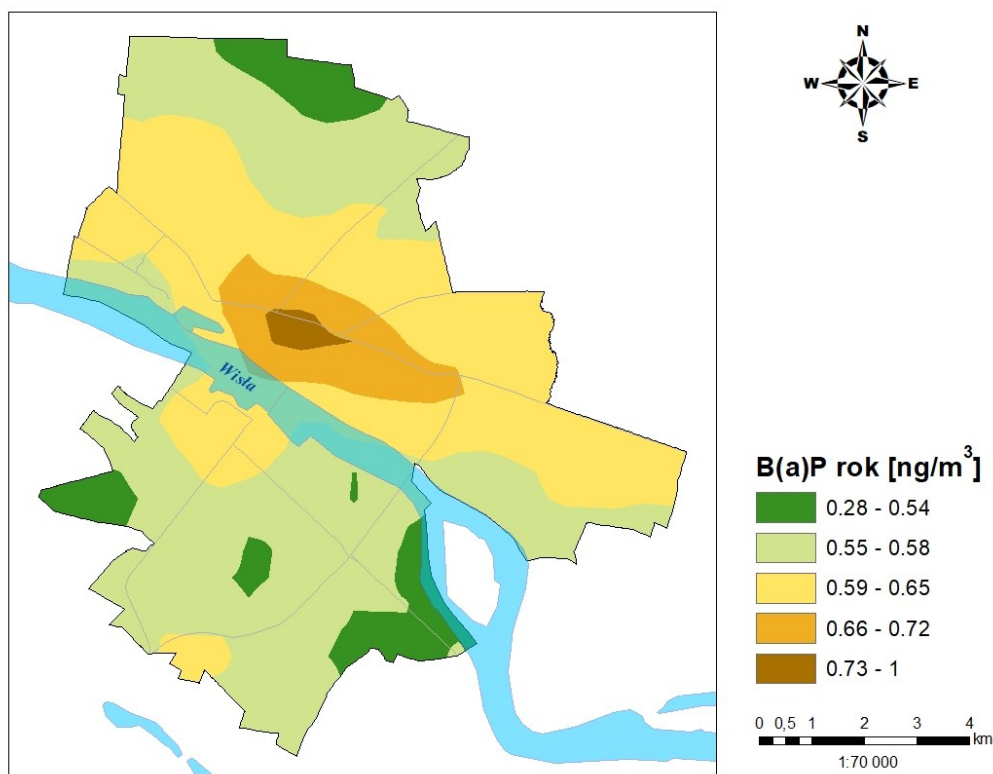 N
W E
S
Wisła
B(a)P rok [ng/m³]
0.28 - 0.54
0.55 - 0.58
0.59 - 0.65
0.66 - 0.72
0.73 - 1
0 0,5 1 2 3 4
km
1:70 000